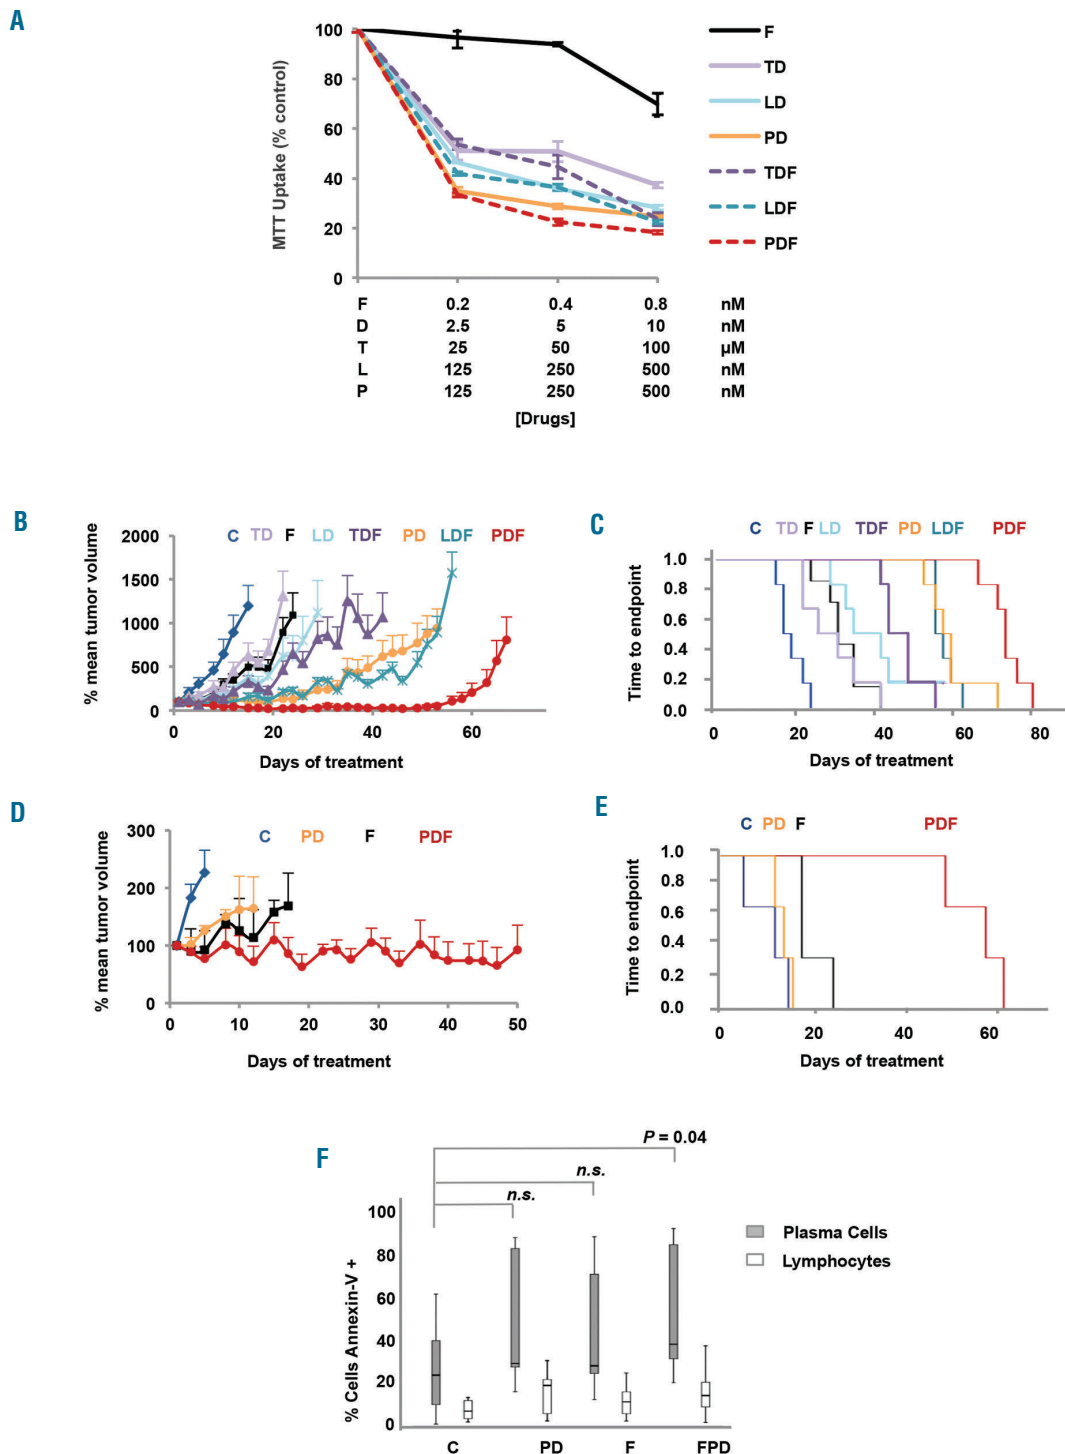 A
MTT Uptake (% control)
100
80
60
40
20
0
F
TD
LD
PD
TDF
LDF
PDF
F 0.2 0.4 0.8 nM
D 2.5 5 10 nM
T 25 50 100 µM
L 125 250 500 nM
P 125 250 500 nM
[Drugs]
B
% mean tumor volume
C TD F LD TDF PD LDF PDF
2000
1500
1000
500
0
0 20 40 60
Days of treatment
C
Time to endpoint
C TD F LD TDF PD LDF PDF
1.0
0.8
0.6
0.4
0.2
0.0
0 20 40 60 80
Days of treatment
D
% mean tumor volume
C PD F PDF
300
200
100
0
0 10 20 30 40 50
Days of treatment
E
Time to endpoint
C PD F PDF
1.0
0.8
0.6
0.4
0.2
0.0
0 20 40 60
Days of treatment
F
P = 0.04
n.s.
n.s.
% Cells Annexin-V +
100
80
60
40
20
0
C PD F FPD
Plasma Cells
Lymphocytes